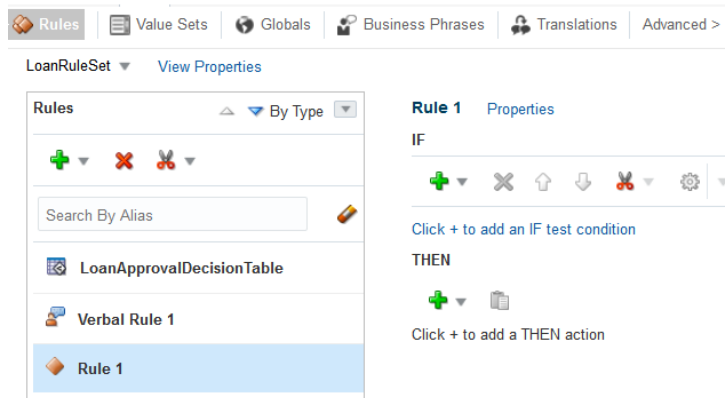 Rules Value Sets Globals Business Phrases Translations Advanced >
LoanRuleSet View Properties
Rules By Type
Search By Alias
LoanApprovalDecisionTable
Verbal Rule 1
Rule 1
Rule 1 Properties
IF
Click + to add an IF test condition
THEN
Click + to add a THEN action